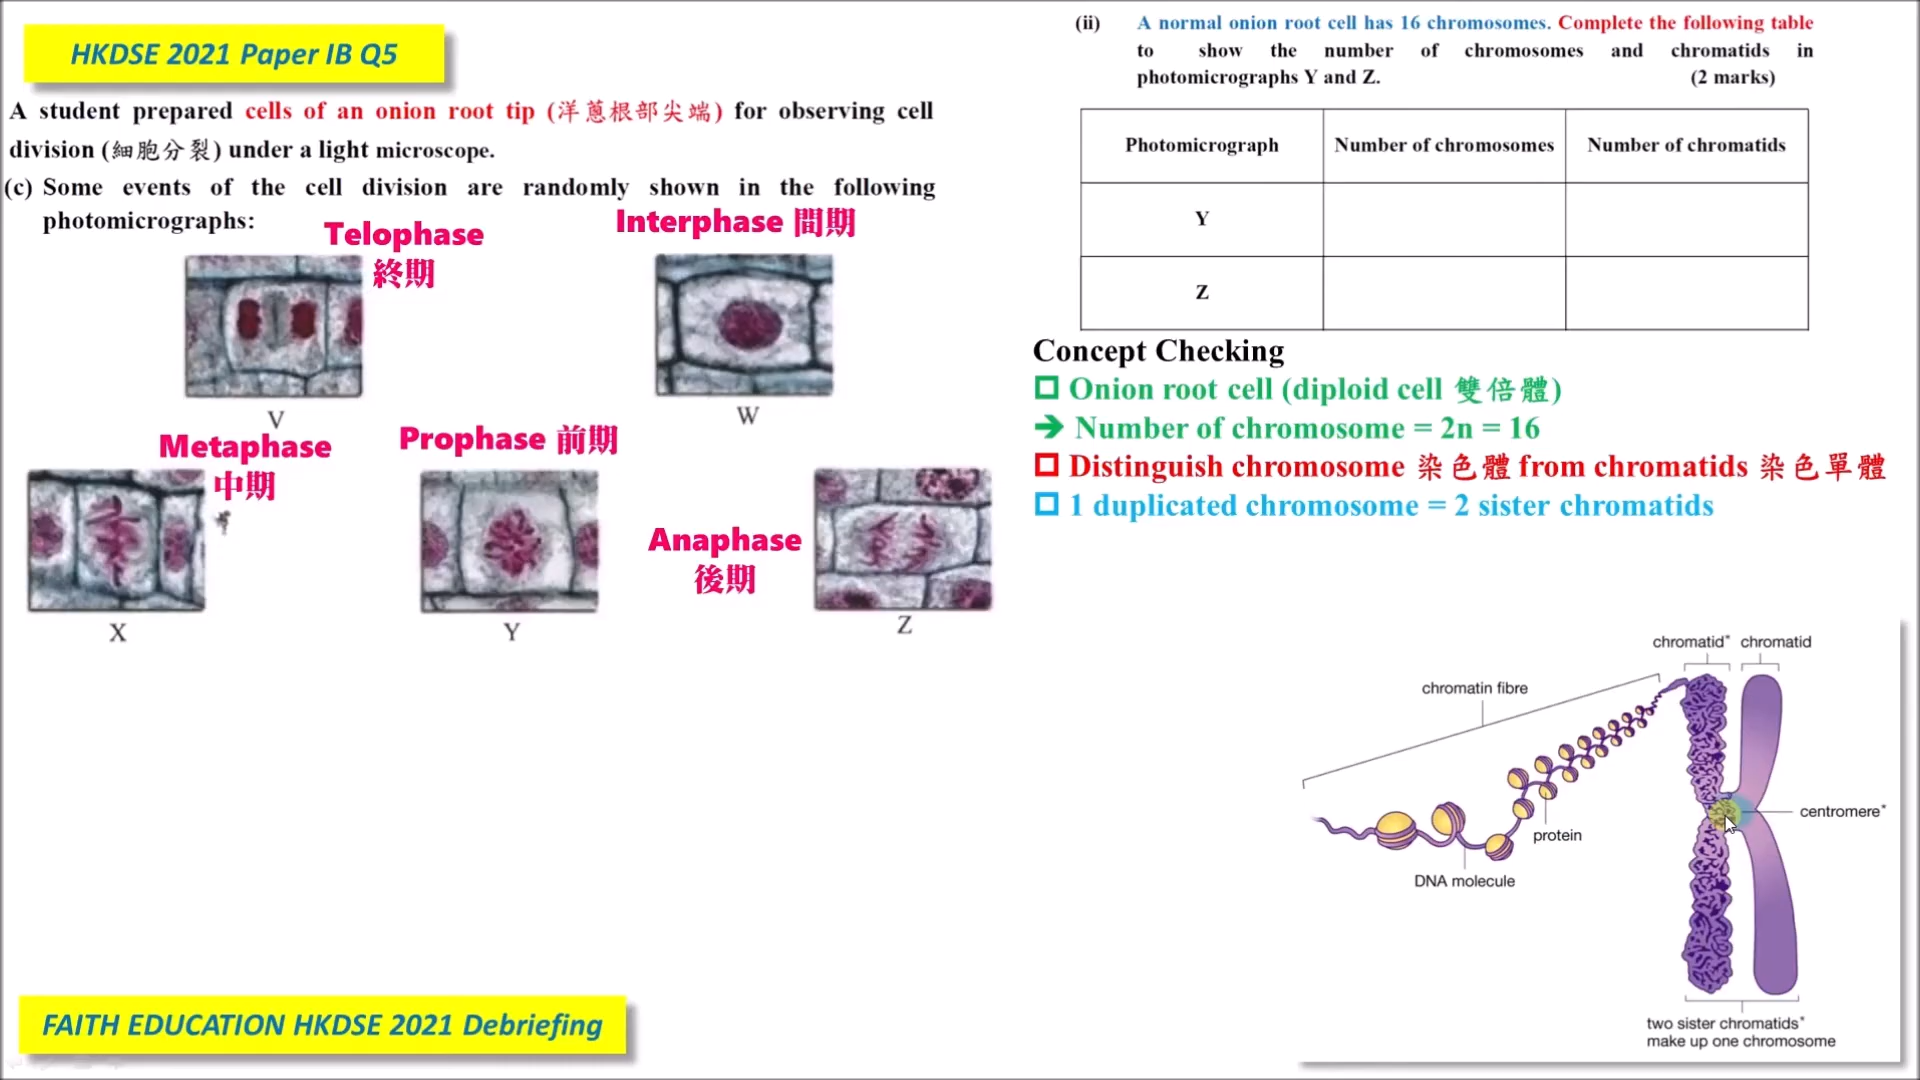 HKDSE 2021 Paper IB Q5
A student prepared cells of an onion root tip (洋蔥根部尖端) for observing cell
division (細胞分裂) under a light microscope.
(c) Some events of the cell division are randomly shown in the following
photomicrographs:
Telophase
終期
Interphase 間期
V
W
Metaphase
中期
Prophase 前期
Anaphase
後期
X
Y
Z
(ii) A normal onion root cell has 16 chromosomes. Complete the following table
to show the number of chromosomes and chromatids in
photomicrographs Y and Z. (2 marks)
Photomicrograph Number of chromosomes Number of chromatids
Y
Z
Concept Checking
Onion root cell (diploid cell 雙倍體)
➔ Number of chromosome = 2n = 16
Distinguish chromosome 染色體 from chromatids 染色單體
1 duplicated chromosome = 2 sister chromatids
chromatid* chromatid
chromatin fibre
centromere*
protein
DNA molecule
two sister chromatids*
make up one chromosome
FAITH EDUCATION HKDSE 2021 Debriefing